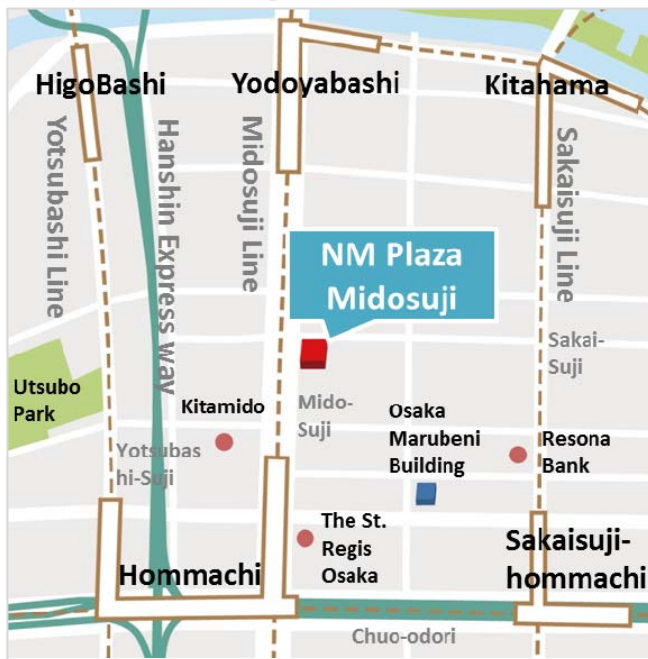 HigoBashi
Yodoyabashi
Kitahama
Yotsubashi Line
Hanshin Express way
Midosuji Line
Sakaisuji Line
NM Plaza
Midosuji
Sakai-
Suji
Utsubo
Park
Kitamido
Mido-
Suji
Osaka
Marubeni
Building
Resona
Bank
Yotsubas
hi-Suji
The St.
Regis
Osaka
Hommachi
Sakaisuji-
hommachi
Chuo-odori